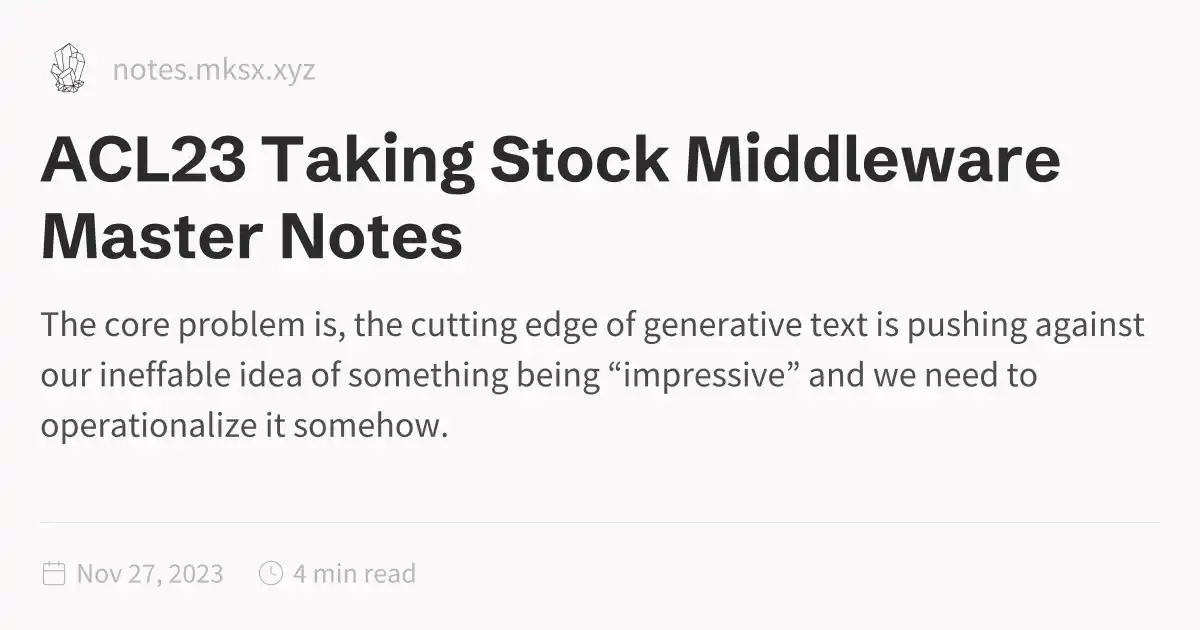 notes.mksx.xyz
ACL23 Taking Stock Middleware
Master Notes
The core problem is, the cutting edge of generative text is pushing against
our ineffable idea of something being “impressive” and we need to
operationalize it somehow.
Nov 27, 2023 4 min read